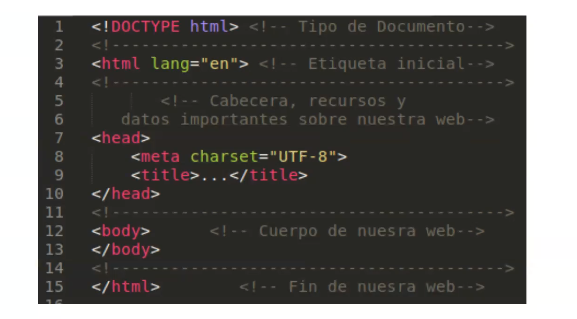 1 <!DOCTYPE html> <!-- Tipo de Documento-->
2 <!---------------------------------------->
3 <html lang="en"> <!-- Etiqueta inicial-->
4 <!---------------------------------------->
5 <!-- Cabecera, recursos y
6 datos importantes sobre nuestra web-->
7 <head>
8 <meta charset="UTF-8">
9 <title>...</title>
10 </head>
11 <!---------------------------------------->
12 <body> <!-- Cuerpo de nuesra web-->
13 </body>
14 <!---------------------------------------->
15 </html> <!-- Fin de nuesra web-->
16